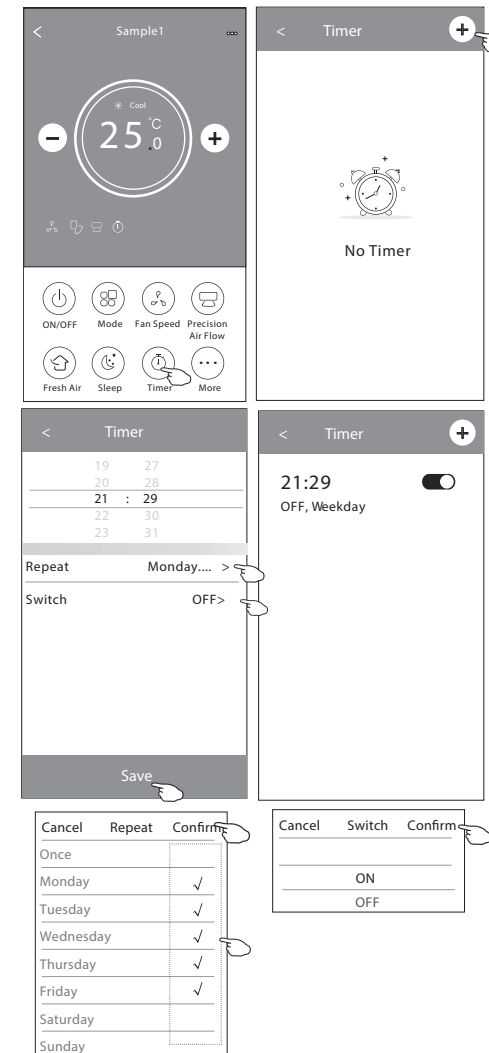 < Sample1
Cool
25.0 °C
− +
ON/OFF Mode Fan Speed Precision Air Flow
Fresh Air Sleep Timer More
< Timer +
No Timer
< Timer
19 27
20 28
21 : 29
22 30
23 31
Repeat Monday.... >
Switch OFF>
Save
< Timer +
21:29
OFF, Weekday
Cancel Repeat Confirm
Once
Monday √
Tuesday √
Wednesday √
Thursday √
Friday √
Saturday
Sunday
Cancel Switch Confirm
ON
OFF